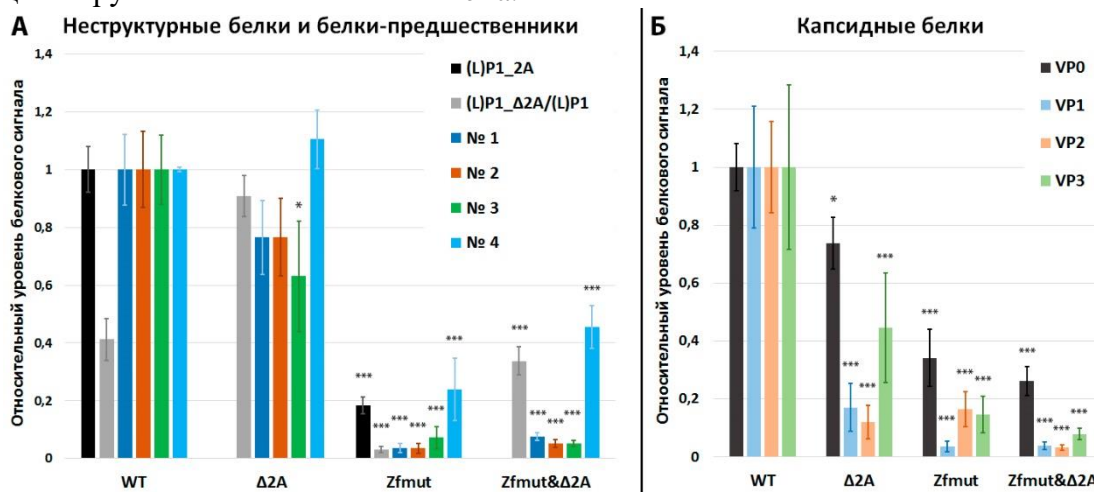 А Неструктурные белки и белки-предшественники
Относительный уровень белкового сигнала
1,4
1,2
1
0,8
0,6
0,4
0,2
0
(L)P1_2A
(L)P1_Δ2A/(L)P1
№ 1
№ 2
№ 3
№ 4
*
*** *** *** *** *** ***
*** *** *** *** ***
WT Δ2A Zfmut Zfmut&Δ2A
Б Капсидные белки
Относительный уровень белкового сигнала
1,4
1,2
1
0,8
0,6
0,4
0,2
0
VP0
VP1
VP2
VP3
* *** *** ***
*** *** *** ***
*** *** *** ***
WT Δ2A Zfmut Zfmut&Δ2A